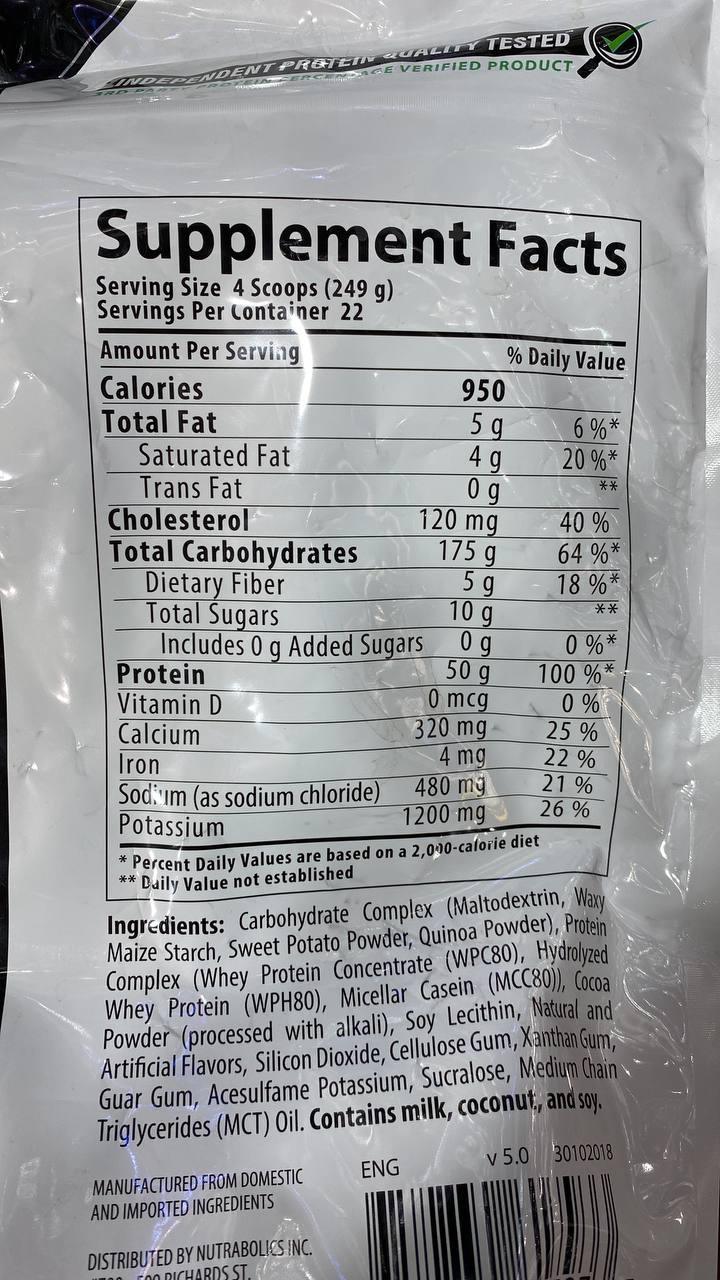 INDEPENDENT PROTEIN QUALITY TESTED
3RD PARTY PROTEIN PERCENTAGE VERIFIED PRODUCT
Supplement Facts
Serving Size 4 Scoops (249 g)
Servings Per Container 22
Amount Per Serving % Daily Value
Calories 950
Total Fat 5 g 6 %*
Saturated Fat 4 g 20 %*
Trans Fat 0 g **
Cholesterol 120 mg 40 %
Total Carbohydrates 175 g 64 %*
Dietary Fiber 5 g 18 %*
Total Sugars 10 g **
Includes 0 g Added Sugars 0 g 0 %*
Protein 50 g 100 %*
Vitamin D 0 mcg 0 %
Calcium 320 mg 25 %
Iron 4 mg 22 %
Sodium (as sodium chloride) 480 mg 21 %
Potassium 1200 mg 26 %
* Percent Daily Values are based on a 2,000-calorie diet
** Daily Value not established
Ingredients: Carbohydrate Complex (Maltodextrin, Waxy
Maize Starch, Sweet Potato Powder, Quinoa Powder), Protein
Complex (Whey Protein Concentrate (WPC80), Hydrolyzed
Whey Protein (WPH80), Micellar Casein (MCC80)), Cocoa
Powder (processed with alkali), Soy Lecithin, Natural and
Artificial Flavors, Silicon Dioxide, Cellulose Gum, Xanthan Gum,
Guar Gum, Acesulfame Potassium, Sucralose, Medium Chain
Triglycerides (MCT) Oil. Contains milk, coconut, and soy.
MANUFACTURED FROM DOMESTIC
AND IMPORTED INGREDIENTS
ENG v 5.0 30102018
DISTRIBUTED BY NUTRABOLICS INC.
RICHARDS ST.